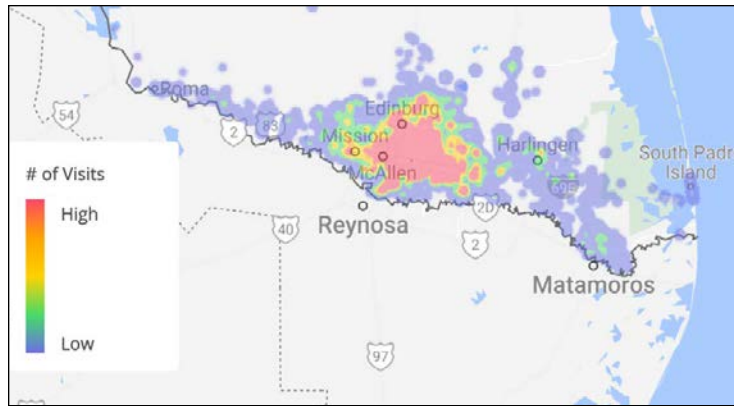 Roma
54
2
83
Edinburg
Mission
McAllen
Harlingen
South Padr
Island
69E
# of Visits
High
Low
Reynosa
40
2D
2
Matamoros
97